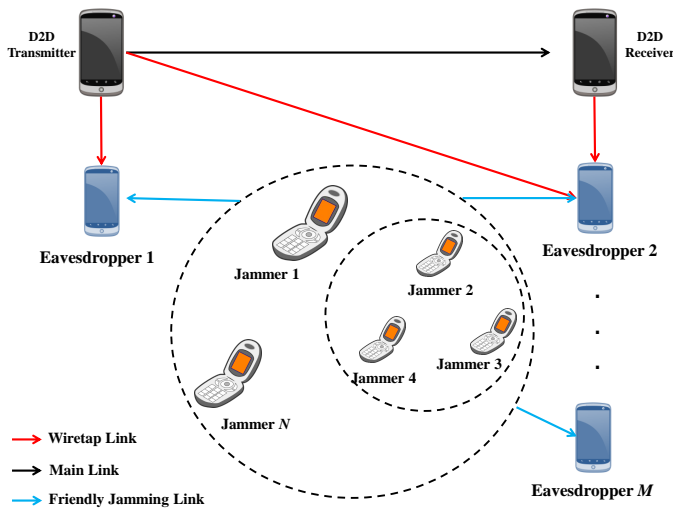 D2D
Transmitter
D2D
Receiver
Eavesdropper 1
Eavesdropper 2
Jammer 1
Jammer 2
Jammer 4
Jammer 3
Jammer N
Wiretap Link
Main Link
Friendly Jamming Link
Eavesdropper M